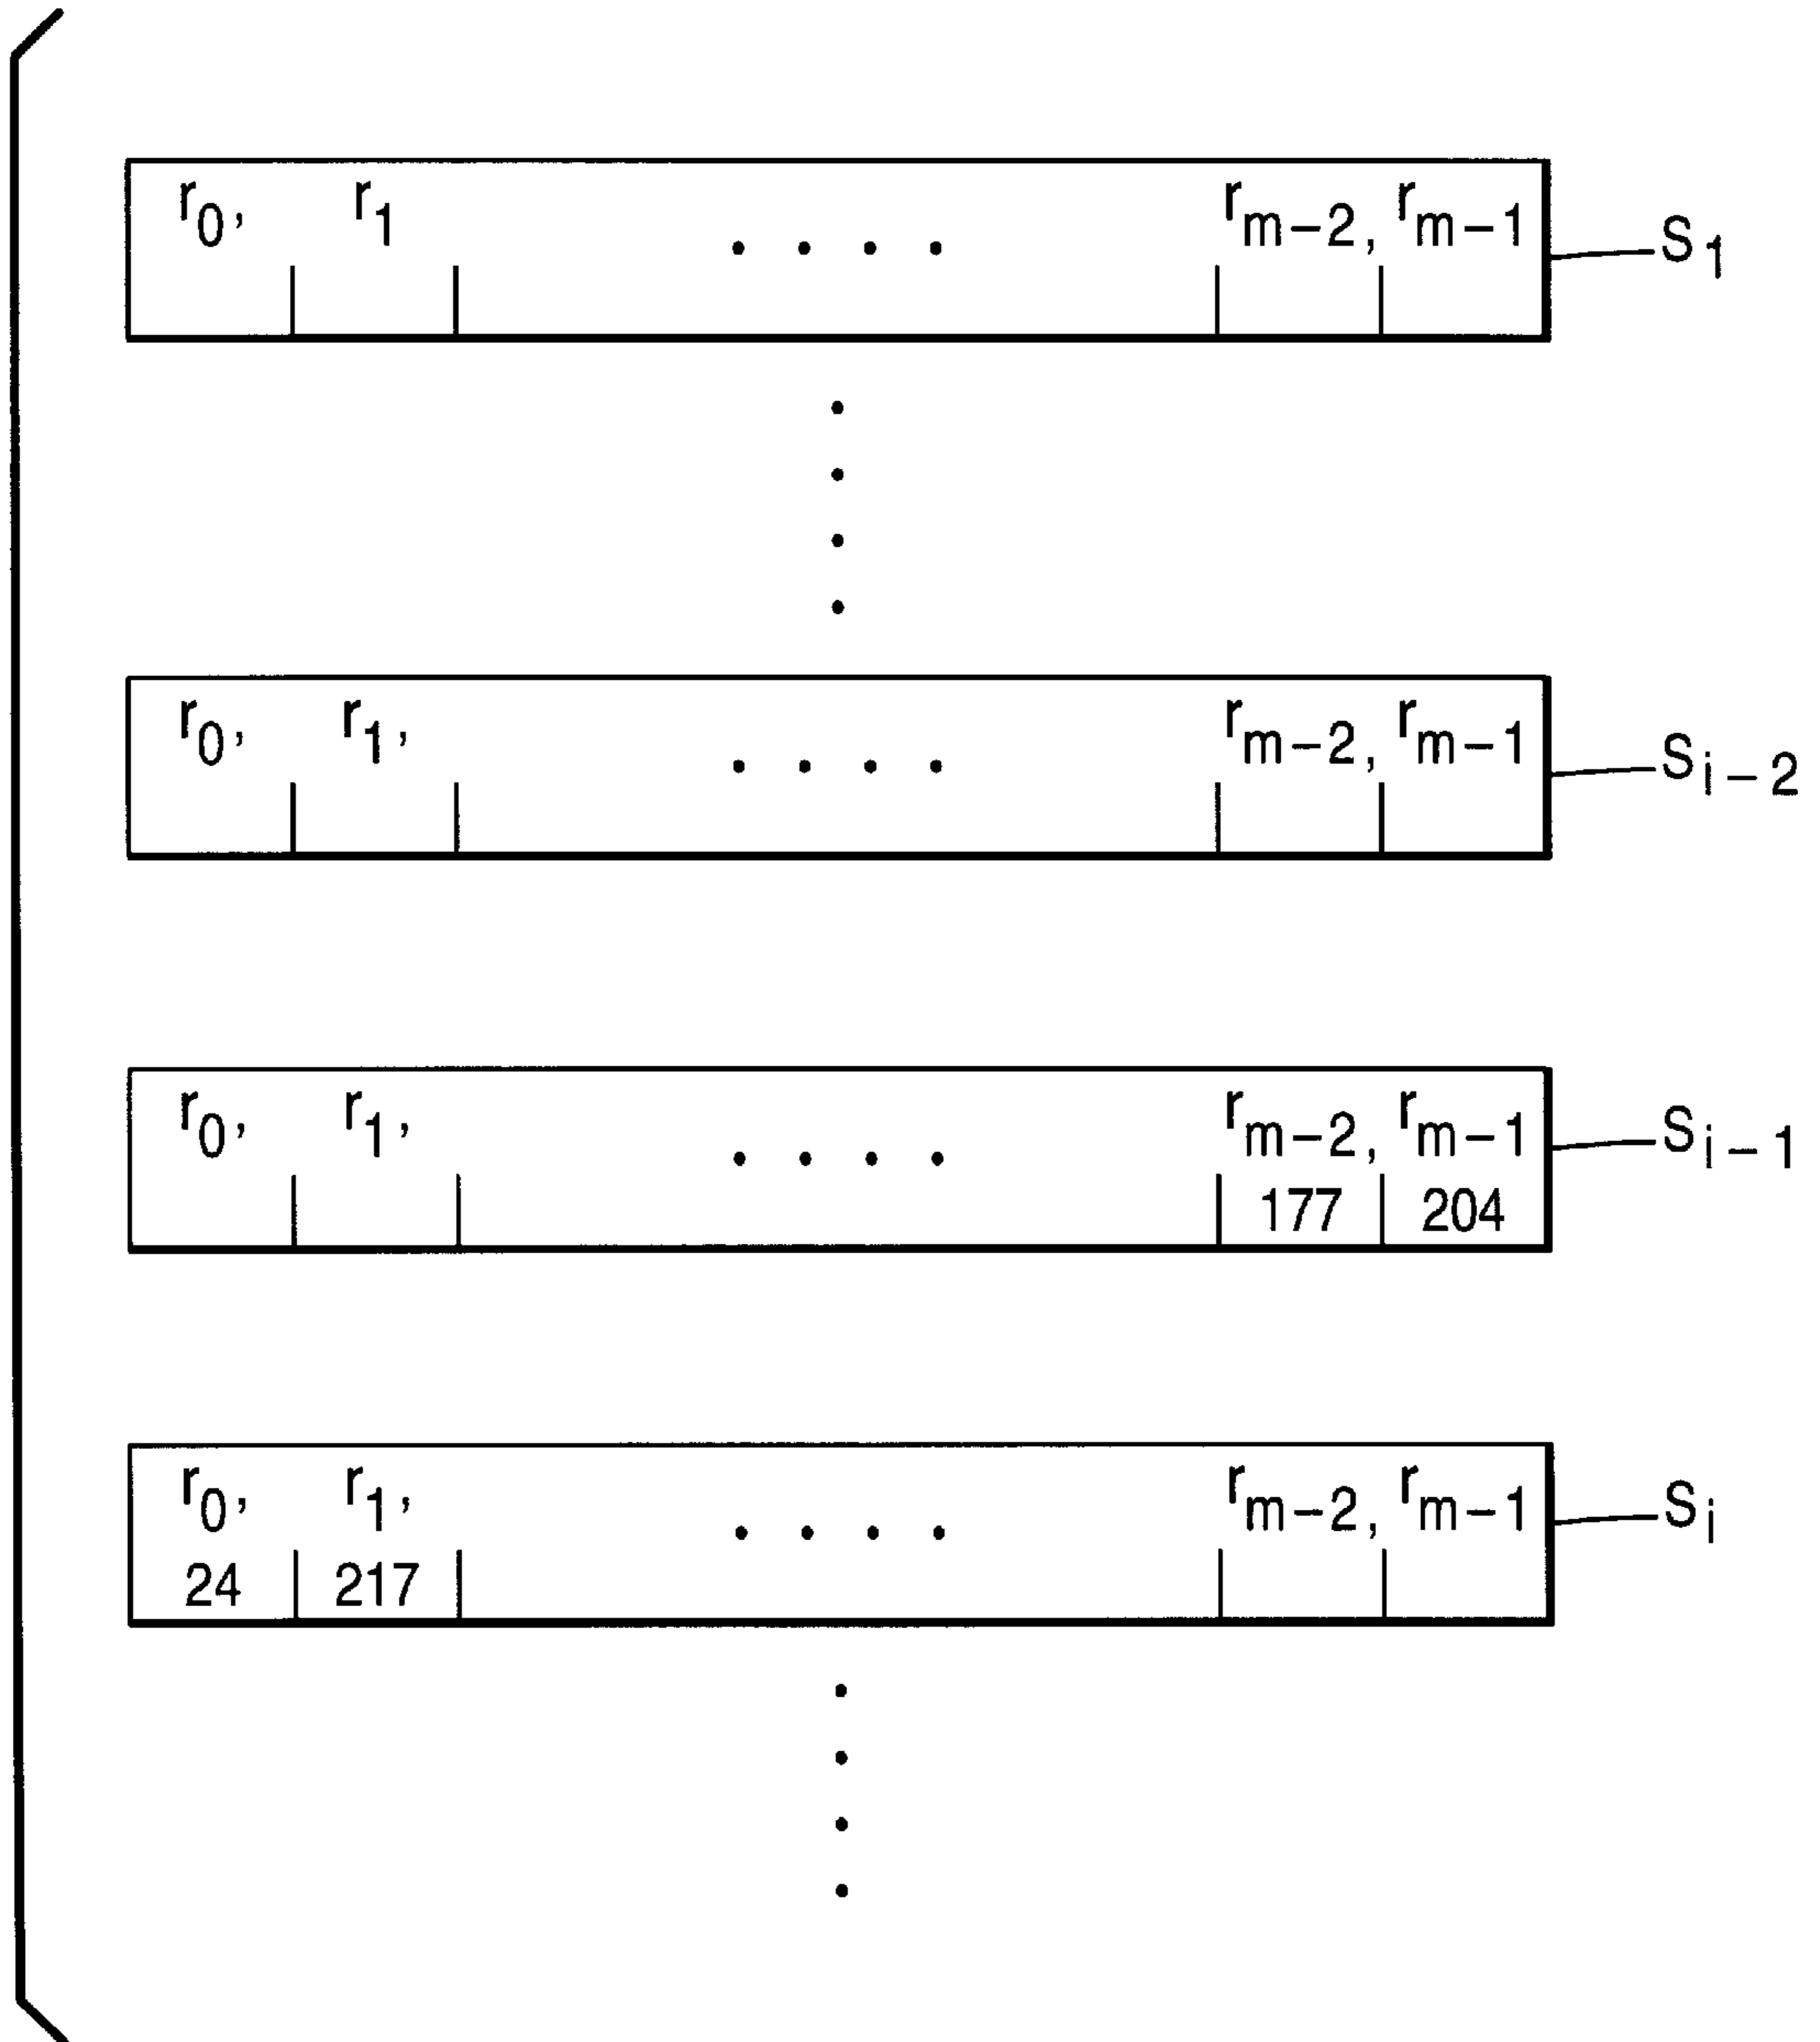 r0, r1 . . . . rm-2, rm-1 S1
r0, r1, . . . . rm-2, rm-1 Si-2
r0, r1, . . . . rm-2, rm-1 Si-1
177 204
r0, r1, . . . . rm-2, rm-1 Si
24 217